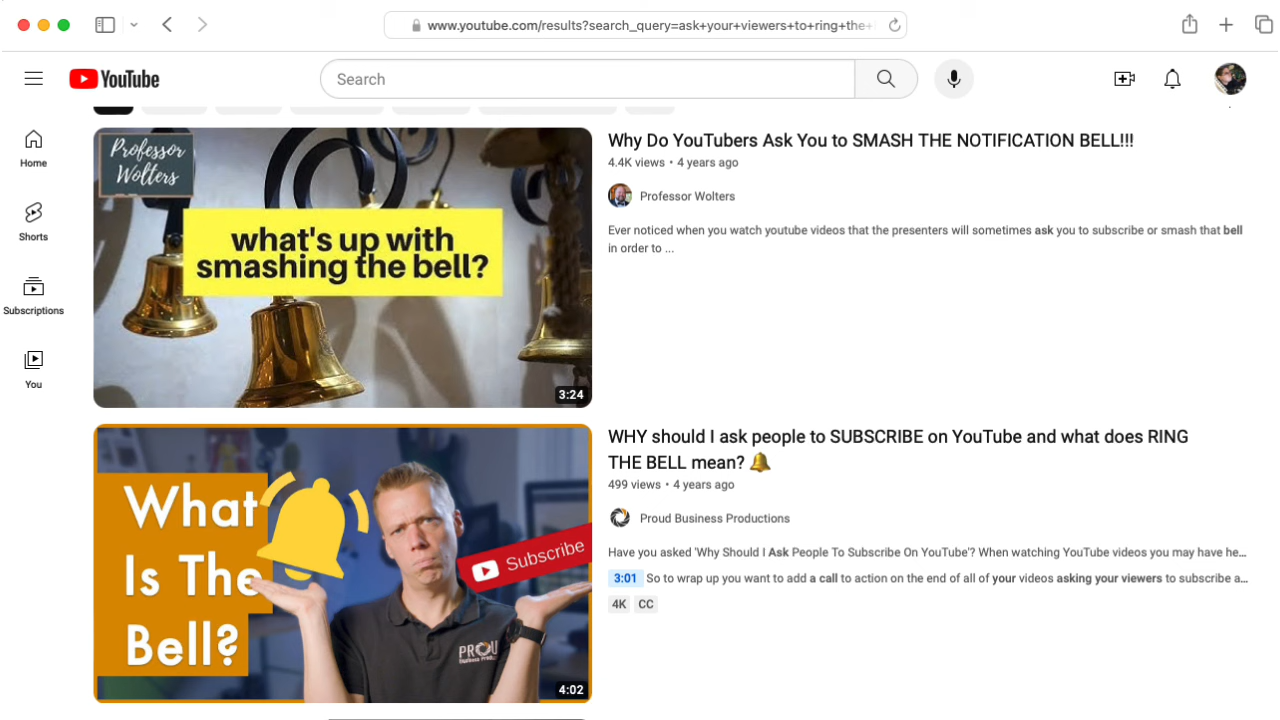 www.youtube.com/results?search_query=ask+your+viewers+to+ring+the+
YouTube
Search
Home
Shorts
Subscriptions
You
Professor
Wolters
what's up with
smashing the bell?
3:24
Why Do YouTubers Ask You to SMASH THE NOTIFICATION BELL!!!
4.4K views • 4 years ago
Professor Wolters
Ever noticed when you watch youtube videos that the presenters will sometimes ask you to subscribe or smash that bell
in order to ...
What
Is The
Bell?
Subscribe
PROU
4:02
WHY should I ask people to SUBSCRIBE on YouTube and what does RING
THE BELL mean? 🔔
499 views • 4 years ago
Proud Business Productions
Have you asked 'Why Should I Ask People To Subscribe On YouTube'? When watching YouTube videos you may have he...
3:01 So to wrap up you want to add a call to action on the end of all of your videos asking your viewers to subscribe a...
4K CC